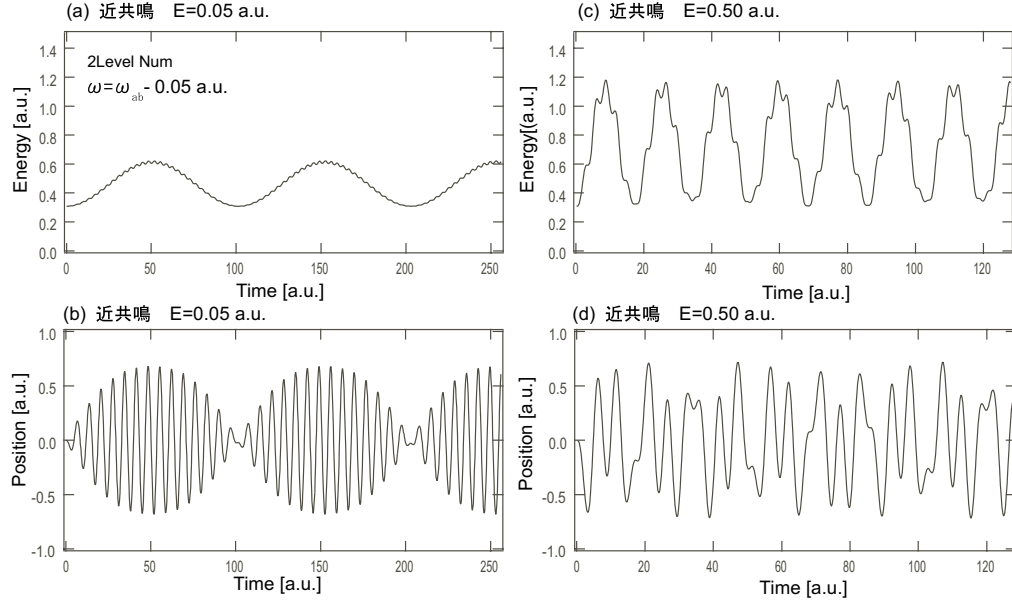 (a) 近共鳴 E=0.05 a.u.
2Level Num
ω=ω_ab- 0.05 a.u.
Energy [a.u.]
1.4
1.2
1.0
0.8
0.6
0.4
0.2
0.0
0 50 100 150 200 250
Time [a.u.]
(c) 近共鳴 E=0.50 a.u.
Energy[(a.u.]
1.4
1.2
1.0
0.8
0.6
0.4
0.2
0.0
0 20 40 60 80 100 120
Time [a.u.]
(b) 近共鳴 E=0.05 a.u.
Position [a.u.]
1.0
0.5
0.0
-0.5
-1.0
0 50 100 150 200 250
Time [a.u.]
(d) 近共鳴 E=0.50 a.u.
Position [a.u.]
1.0
0.5
0.0
-0.5
-1.0
0 20 40 60 80 100 120
Time [a.u.]